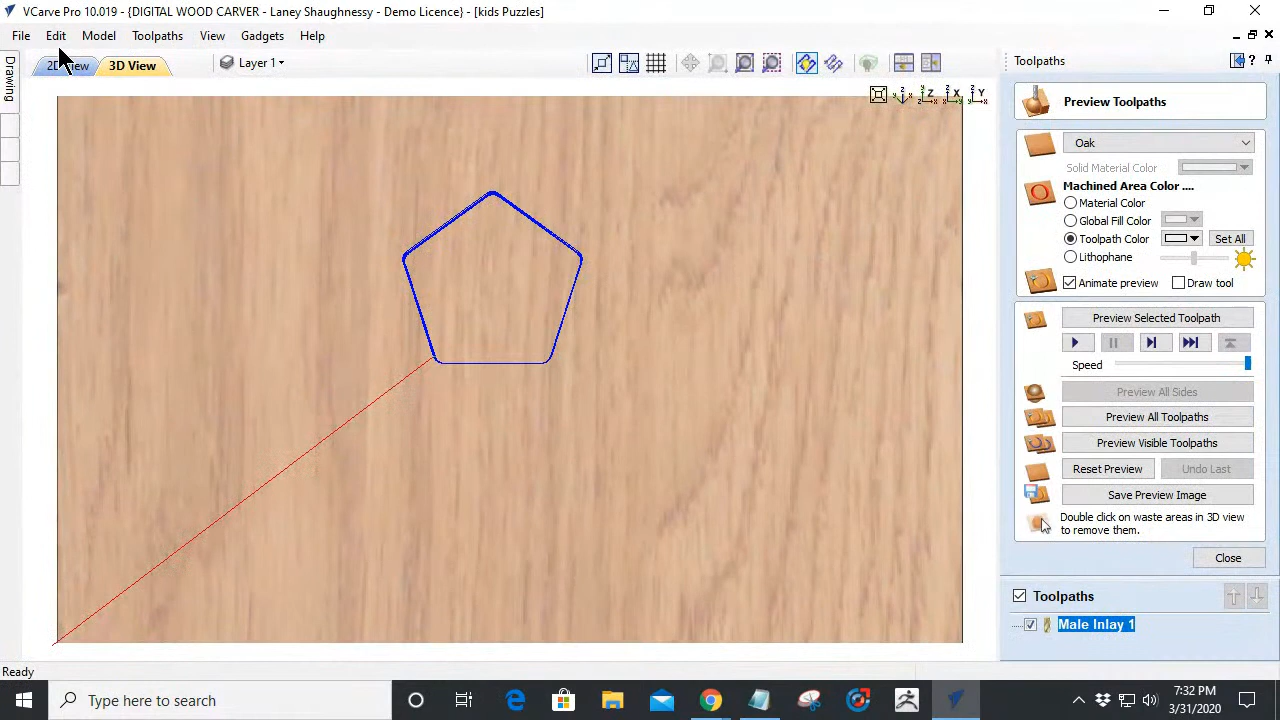 VCarve Pro 10.019 - {DIGITAL WOOD CARVER - Laney Shaughnessy - Demo Licence} - [kids Puzzles]
File Edit Model Toolpaths View Gadgets Help
2D View 3D View Layer 1
Drawing
Z X Y
Toolpaths
Preview Toolpaths
Oak
Solid Material Color
Machined Area Color ....
Material Color
Global Fill Color
Toolpath Color Set All
Lithophane
Animate preview Draw tool
Preview Selected Toolpath
Speed
Preview All Sides
Preview All Toolpaths
Preview Visible Toolpaths
Reset Preview Undo Last
Save Preview Image
Double click on waste areas in 3D view
to remove them.
Close
Toolpaths
Male Inlay 1
Ready
Type here to search
7:32 PM
3/31/2020